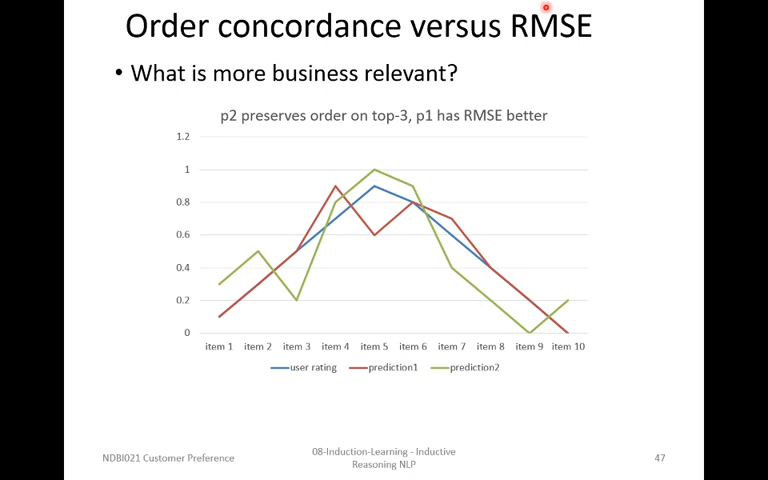 Order concordance versus RMSE
• What is more business relevant?
p2 preserves order on top-3, p1 has RMSE better
1.2
1
0.8
0.6
0.4
0.2
0
item 1 item 2 item 3 item 4 item 5 item 6 item 7 item 8 item 9 item 10
user rating prediction1 prediction2
NDBI021 Customer Preference
08-Induction-Learning - Inductive
Reasoning NLP
47